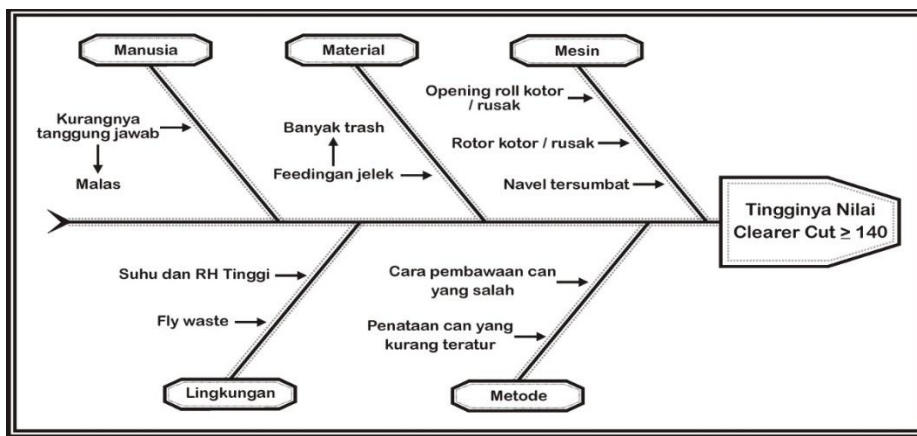 Manusia
Material
Mesin
Kurangnya
tanggung jawab
Malas
Banyak trash
Feedingan jelek
Opening roll kotor
/ rusak
Rotor kotor / rusak
Navel tersumbat
Tingginya Nilai
Clearer Cut ≥ 140
Suhu dan RH Tinggi
Fly waste
Cara pembawaan can
yang salah
Penataan can yang
kurang teratur
Lingkungan
Metode